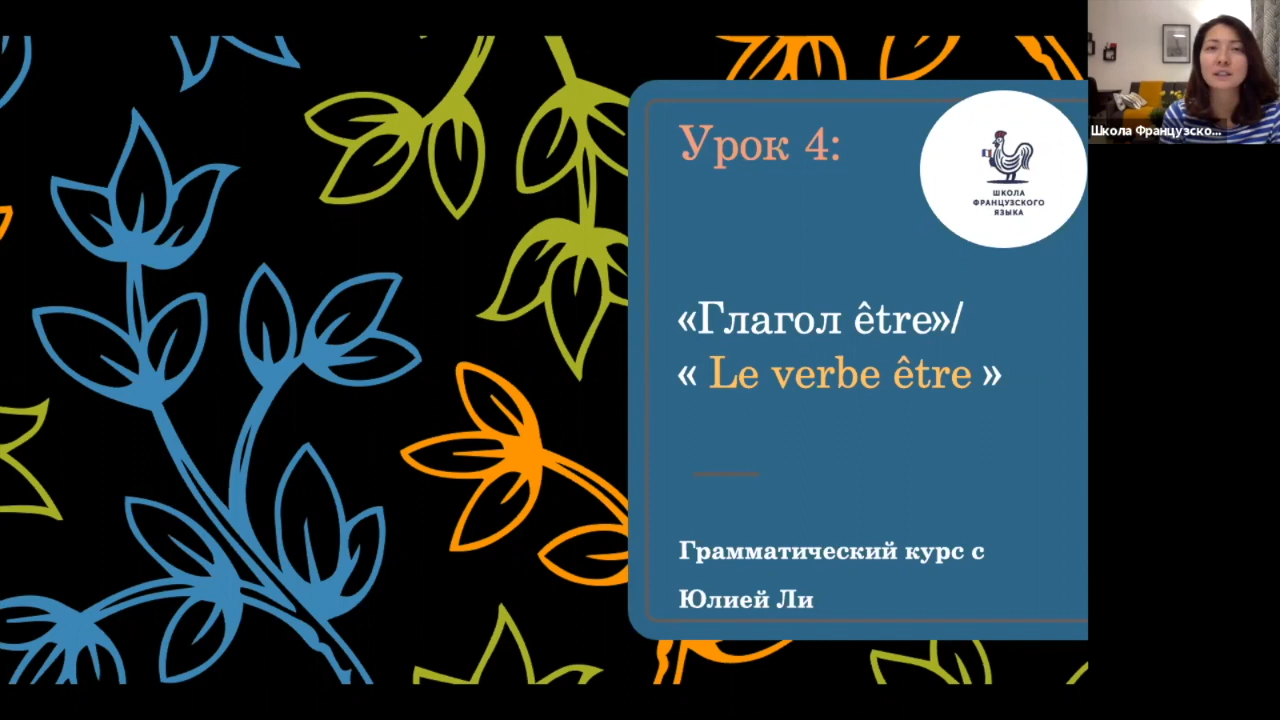 Урок 4:
ШКОЛА
ФРАНЦУЗСКОГО
ЯЗЫКА
«Глагол être»/
« Le verbe être »
Грамматический курс с
Юлией Ли
Школа Французско...